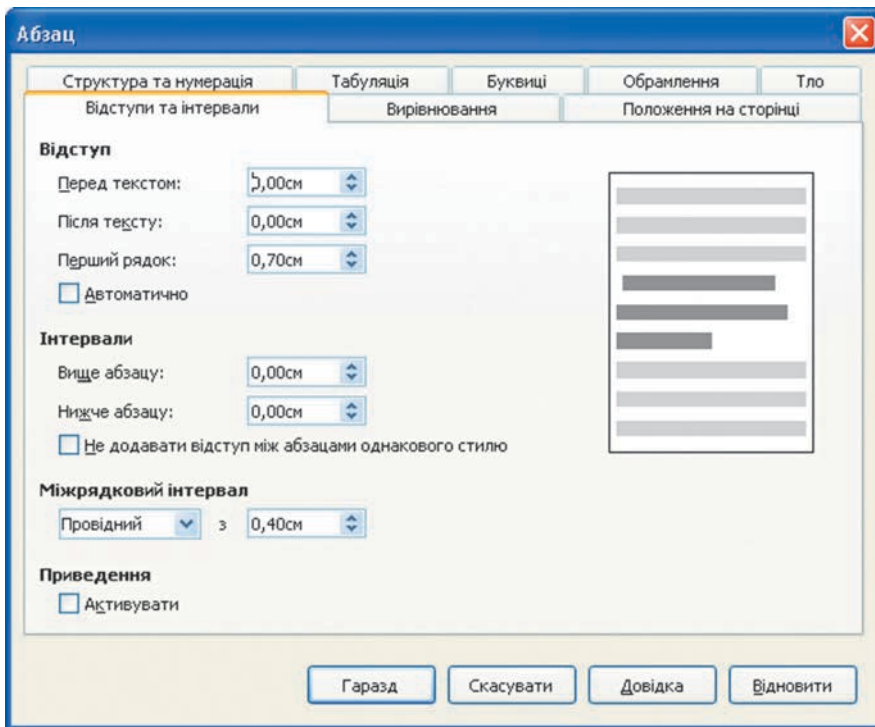 Абзац
Структура та нумерація Табуляція Буквиці Обрамлення Тло
Відступи та інтервали Вирівнювання Положення на сторінці
Відступ
Перед текстом: 0,00см
Після тексту: 0,00см
Перший рядок: 0,70см
Автоматично
Інтервали
Вище абзацу: 0,00см
Нижче абзацу: 0,00см
Не додавати відступ між абзацами однакового стилю
Міжрядковий інтервал
Провідний з 0,40см
Приведення
Активувати
Гаразд Скасувати Довідка Відновити